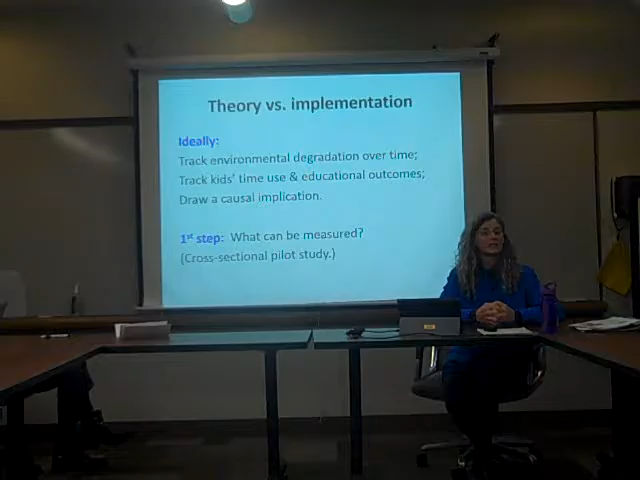 Theory vs. implementation
Ideally:
Track environmental degradation over time;
Track kids' time use & educational outcomes;
Draw a causal implication.
1st step: What can be measured?
(Cross-sectional pilot study.)